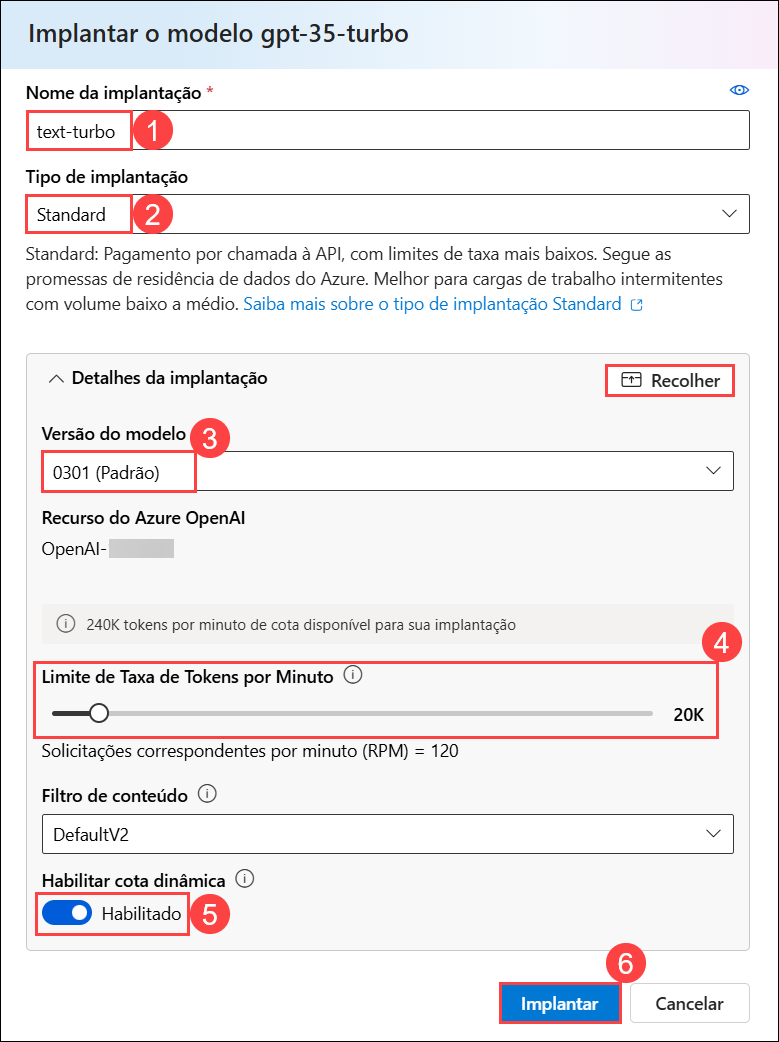 Implantar o modelo gpt-35-turbo
Nome da implantação *
text-turbo
1
Tipo de implantação
Standard
2
Standard: Pagamento por chamada à API, com limites de taxa mais baixos. Segue as
promessas de residência de dados do Azure. Melhor para cargas de trabalho intermitentes
com volume baixo a médio. Saiba mais sobre o tipo de implantação Standard
Detalhes da implantação
Recolher
Versão do modelo
3
0301 (Padrão)
Recurso do Azure OpenAI
OpenAI-
240K tokens por minuto de cota disponível para sua implantação
4
Limite de Taxa de Tokens por Minuto
20K
Solicitações correspondentes por minuto (RPM) = 120
Filtro de conteúdo
DefaultV2
Habilitar cota dinâmica
Habilitado
5
6
Implantar
Cancelar